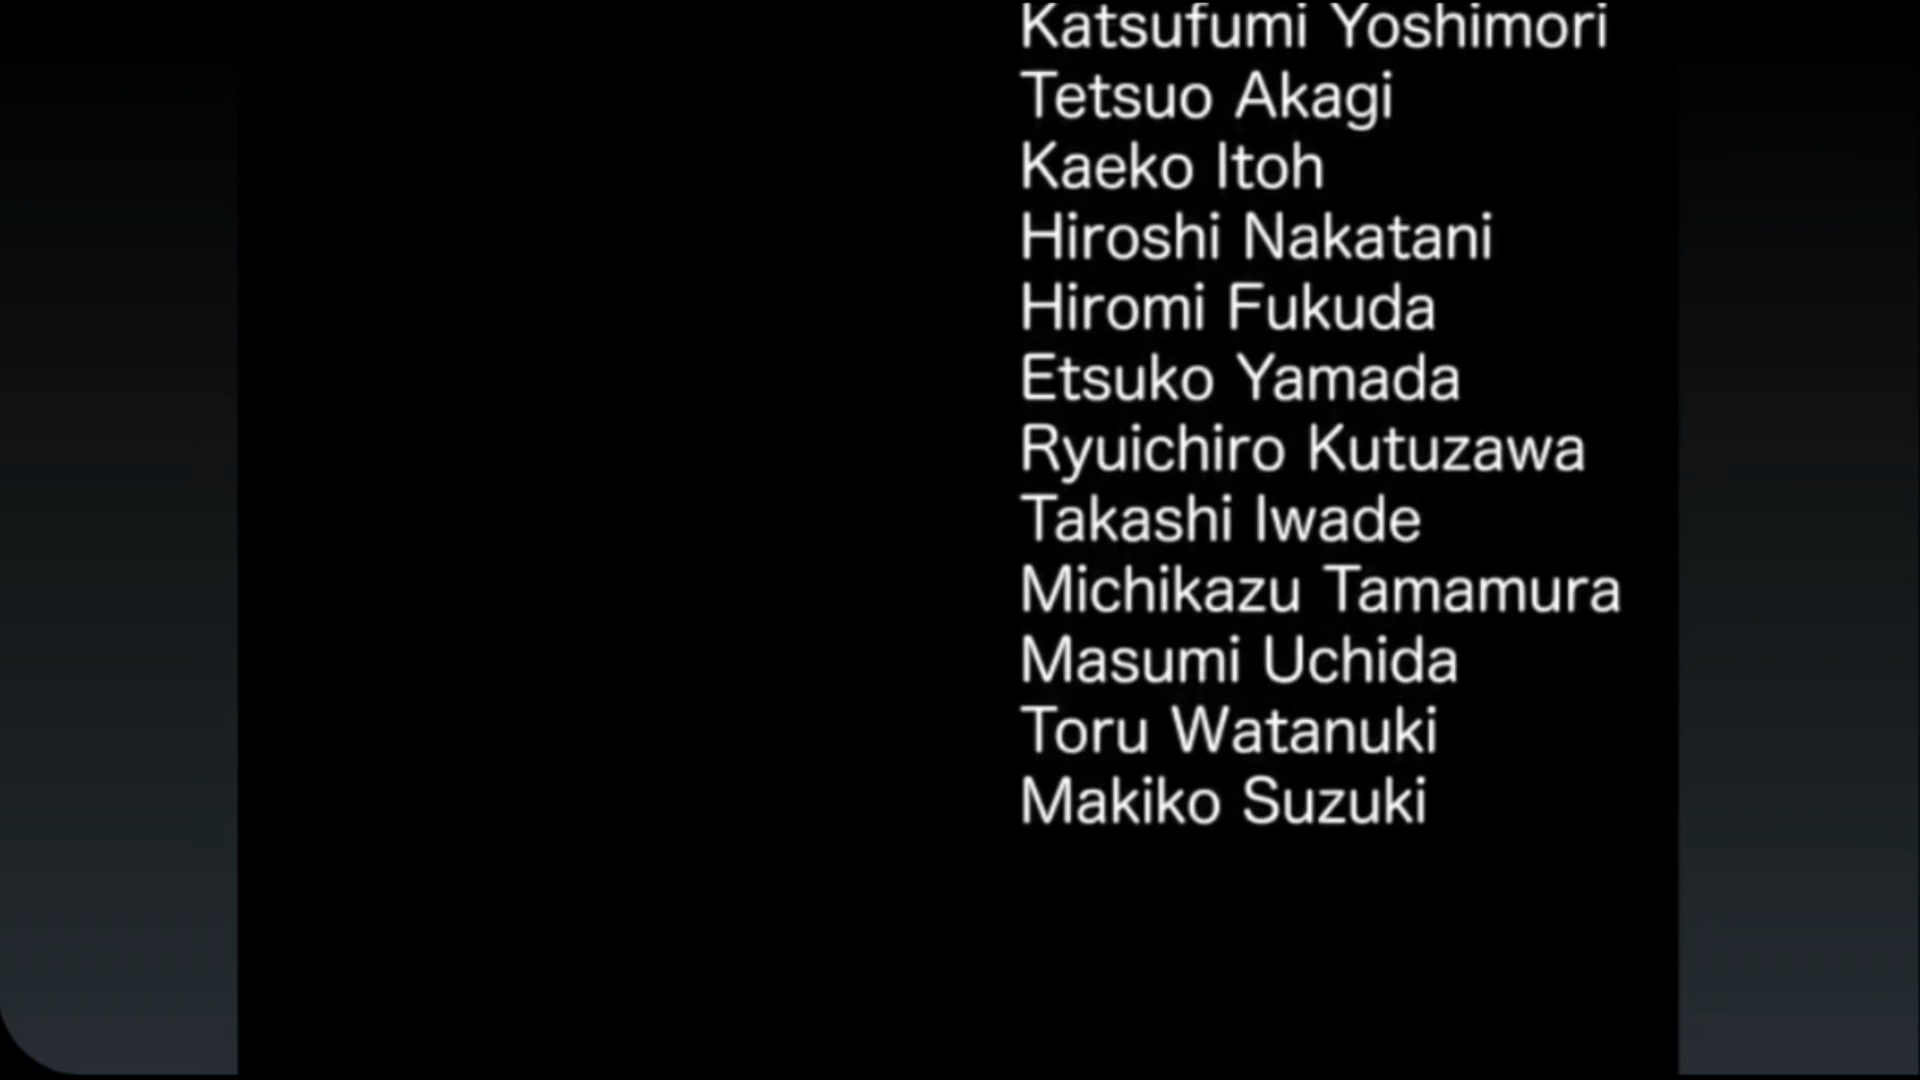 Katsufumi Yoshimori
Tetsuo Akagi
Kaeko Itoh
Hiroshi Nakatani
Hiromi Fukuda
Etsuko Yamada
Ryuichiro Kutuzawa
Takashi Iwade
Michikazu Tamamura
Masumi Uchida
Toru Watanuki
Makiko Suzuki